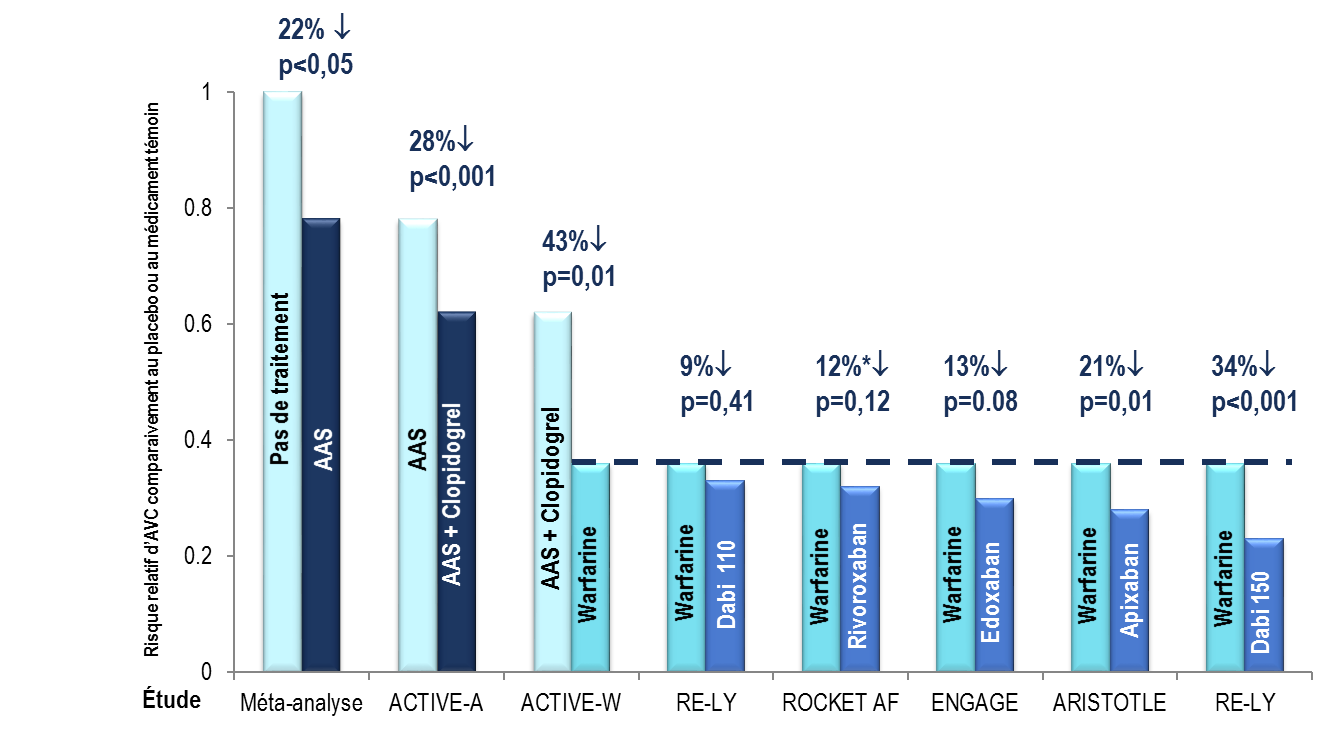 22% ↓
p<0,05
28%↓
p<0,001
43%↓
p=0,01
9%↓
p=0,41
12%*↓
p=0,12
13%↓
p=0.08
21%↓
p=0,01
34%↓
p<0,001
Risque relatif d’AVC comparaivement au placebo ou au médicament témoin
1
0.8
0.6
0.4
0.2
0
Pas de traitement
AAS
AAS
AAS + Clopidogrel
AAS + Clopidogrel
Warfarine
Warfarine
Dabi 110
Warfarine
Rivoroxaban
Warfarine
Edoxaban
Warfarine
Apixaban
Warfarine
Dabi 150
Étude
Méta-analyse
ACTIVE-A
ACTIVE-W
RE-LY
ROCKET AF
ENGAGE
ARISTOTLE
RE-LY